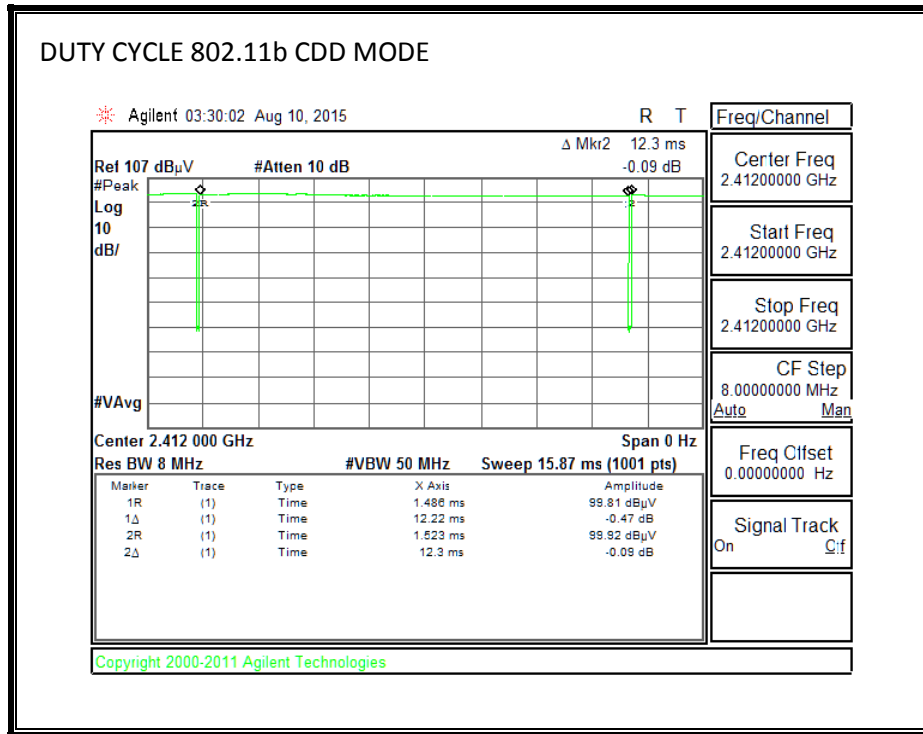 DUTY CYCLE 802.11b CDD MODE
Agilent 03:30:02 Aug 10, 2015 R T
Freq/Channel
Δ Mkr2 12.3 ms
Ref 107 dBµV #Atten 10 dB -0.09 dB
#Peak
Log
10
dB/
2R
2
#VAvg
Center 2.412 000 GHz Span 0 Hz
Res BW 8 MHz #VBW 50 MHz Sweep 15.87 ms (1001 pts)
Marker Trace Type X Axis Amplitude
1R (1) Time 1.486 ms 99.81 dBµV
1Δ (1) Time 12.22 ms -0.47 dB
2R (1) Time 1.523 ms 99.92 dBµV
2Δ (1) Time 12.3 ms -0.09 dB
Center Freq
2.41200000 GHz
Start Freq
2.41200000 GHz
Stop Freq
2.41200000 GHz
CF Step
8.00000000 MHz
Auto Man
Freq Offset
0.00000000 Hz
Signal Track
On Off
Copyright 2000-2011 Agilent Technologies